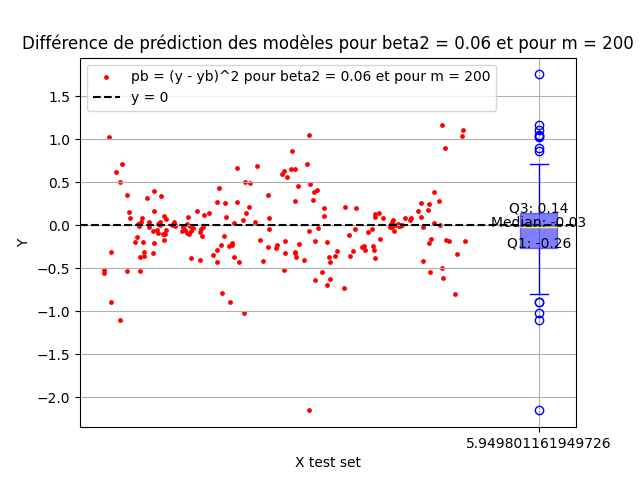 Différence de prédiction des modèles pour beta2 = 0.06 et pour m = 200
pb = (y - yb)^2 pour beta2 = 0.06 et pour m = 200
y = 0
1.5
1.0
0.5
0.0
−0.5
−1.0
−1.5
−2.0
Y
Q3: 0.14
Median: -0.03
Q1: -0.26
5.949801161949726
X test set